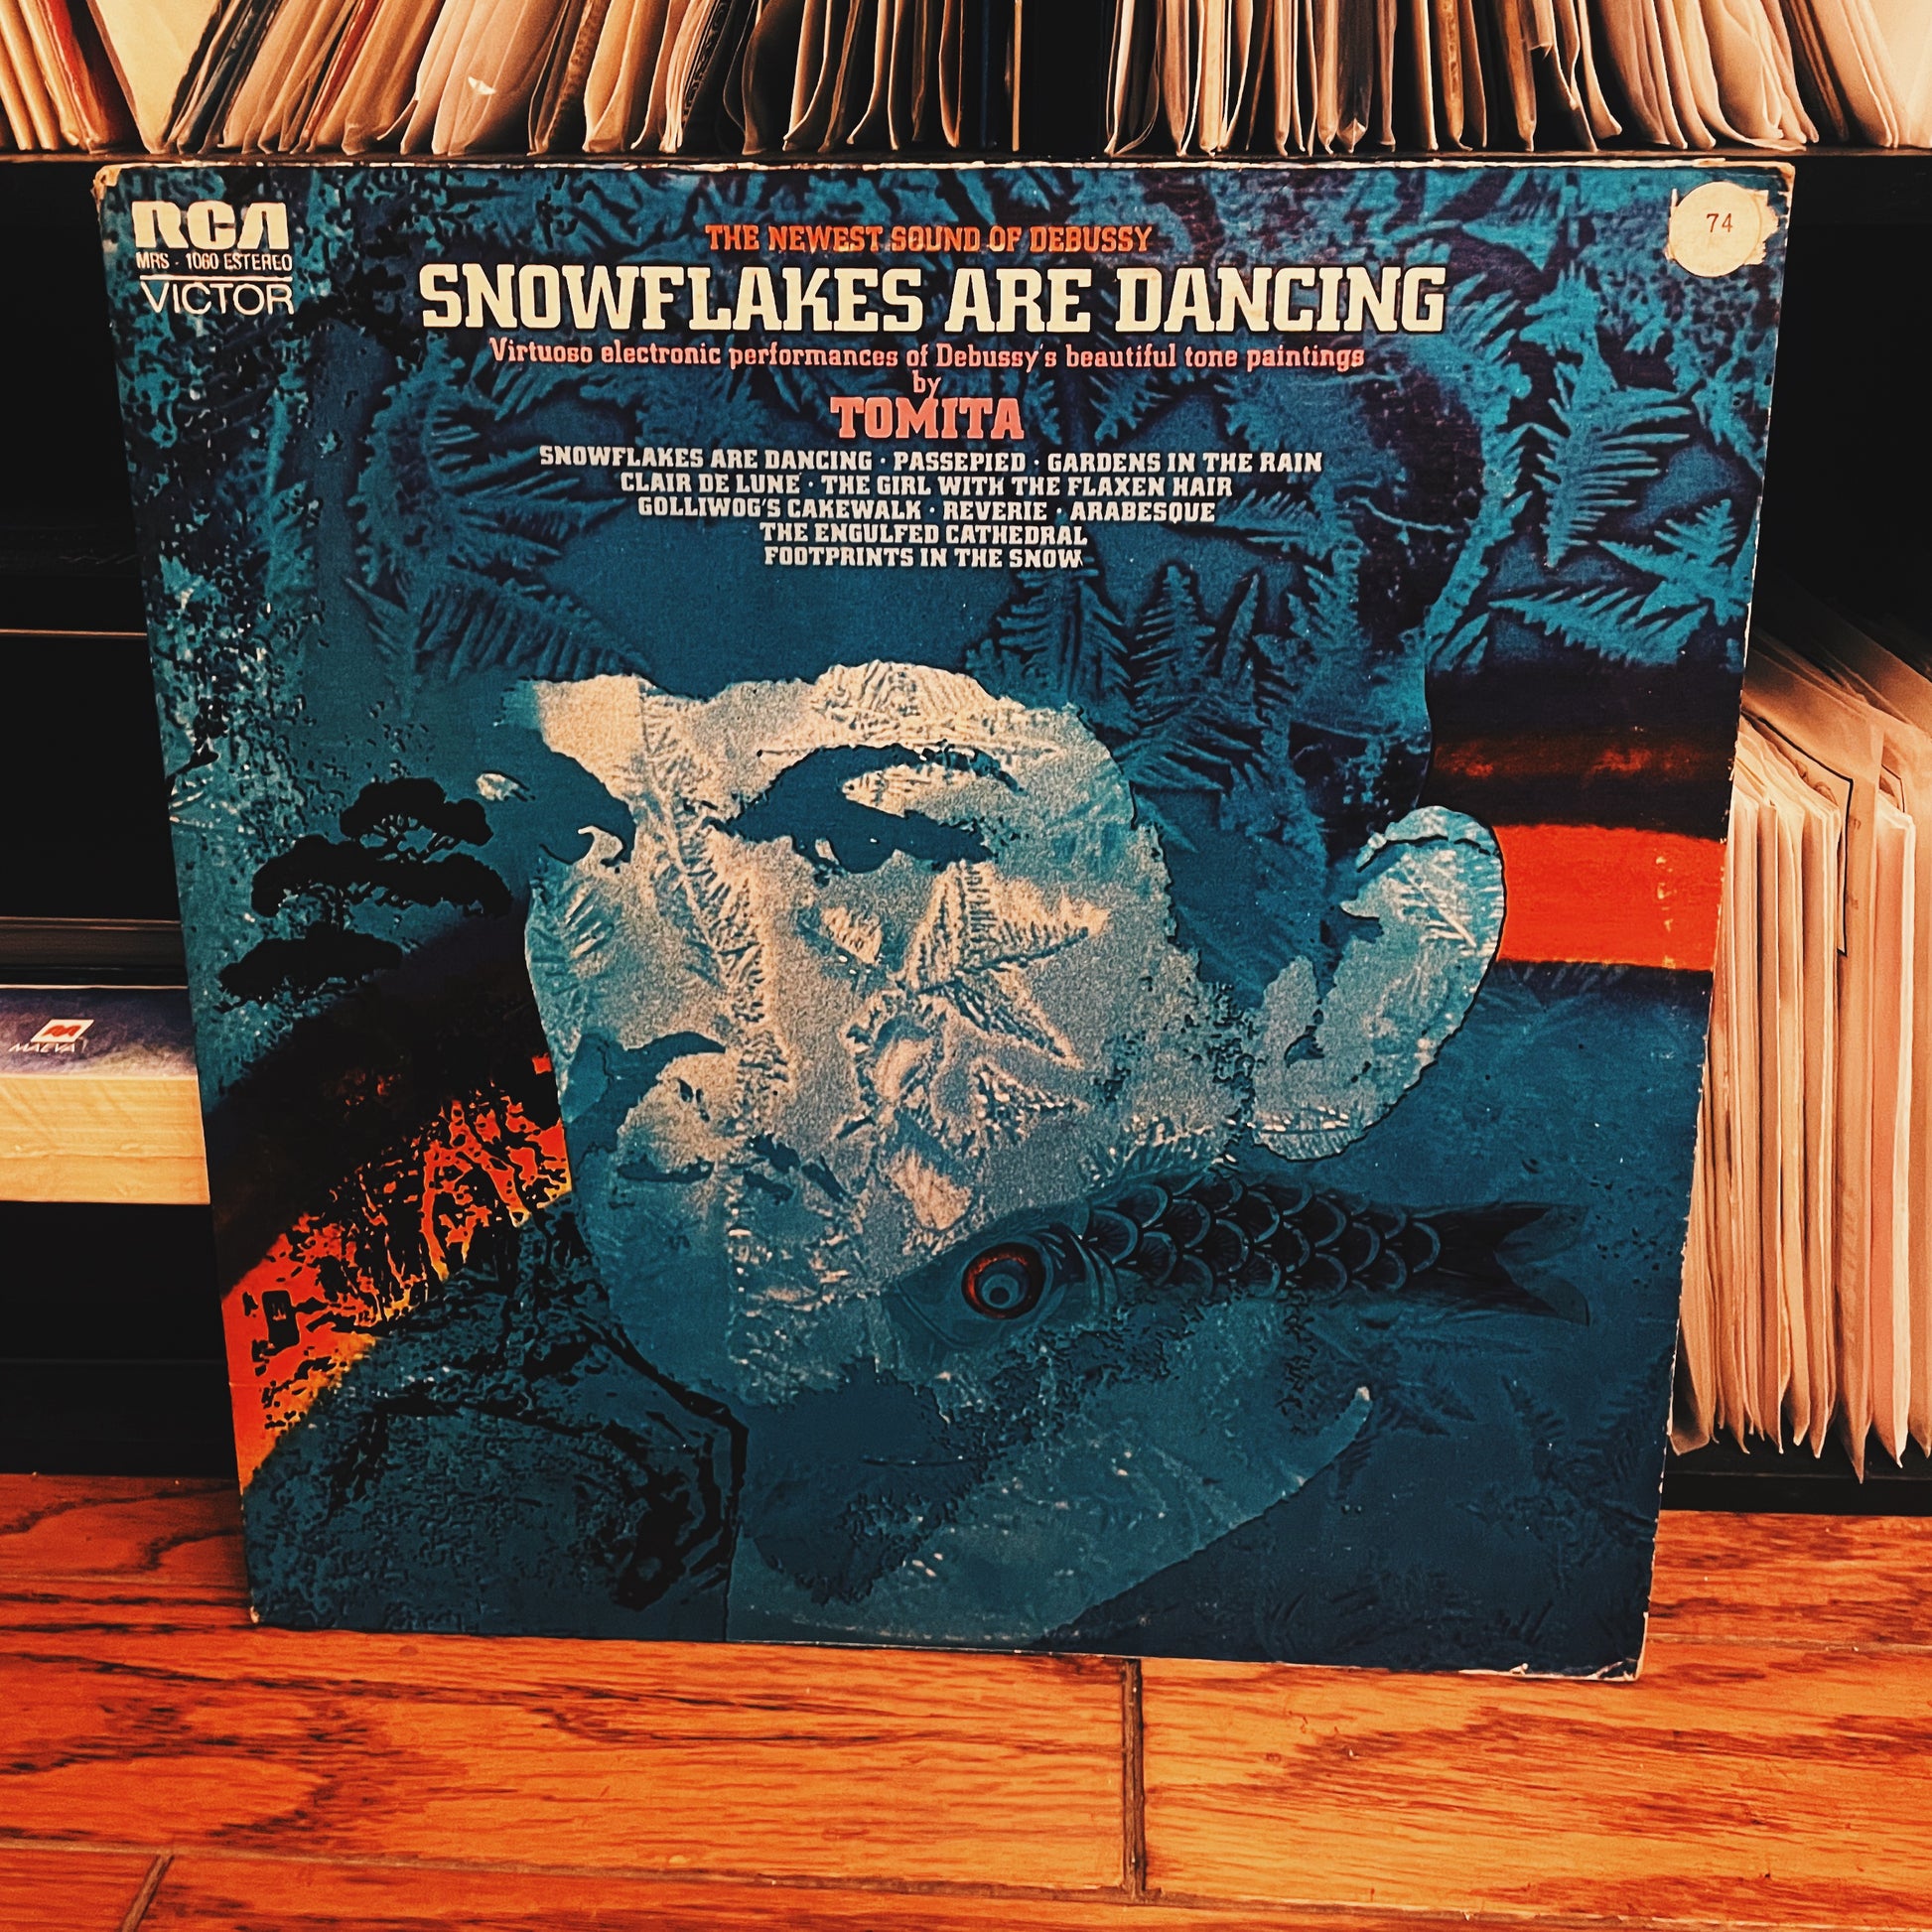 RCA
MRS - 1060 ESTEREO
VICTOR
74
THE NEWEST SOUND OF DEBUSSY
SNOWFLAKES ARE DANCING
Virtuoso electronic performances of Debussy's beautiful tone paintings
by
TOMITA
SNOWFLAKES ARE DANCING · PASSEPIED · GARDENS IN THE RAIN
CLAIR DE LUNE · THE GIRL WITH THE FLAXEN HAIR
GOLLIWOG'S CAKEWALK · REVERIE · ARABESQUE
THE ENGULFED CATHEDRAL
FOOTPRINTS IN THE SNOW
MAEVA